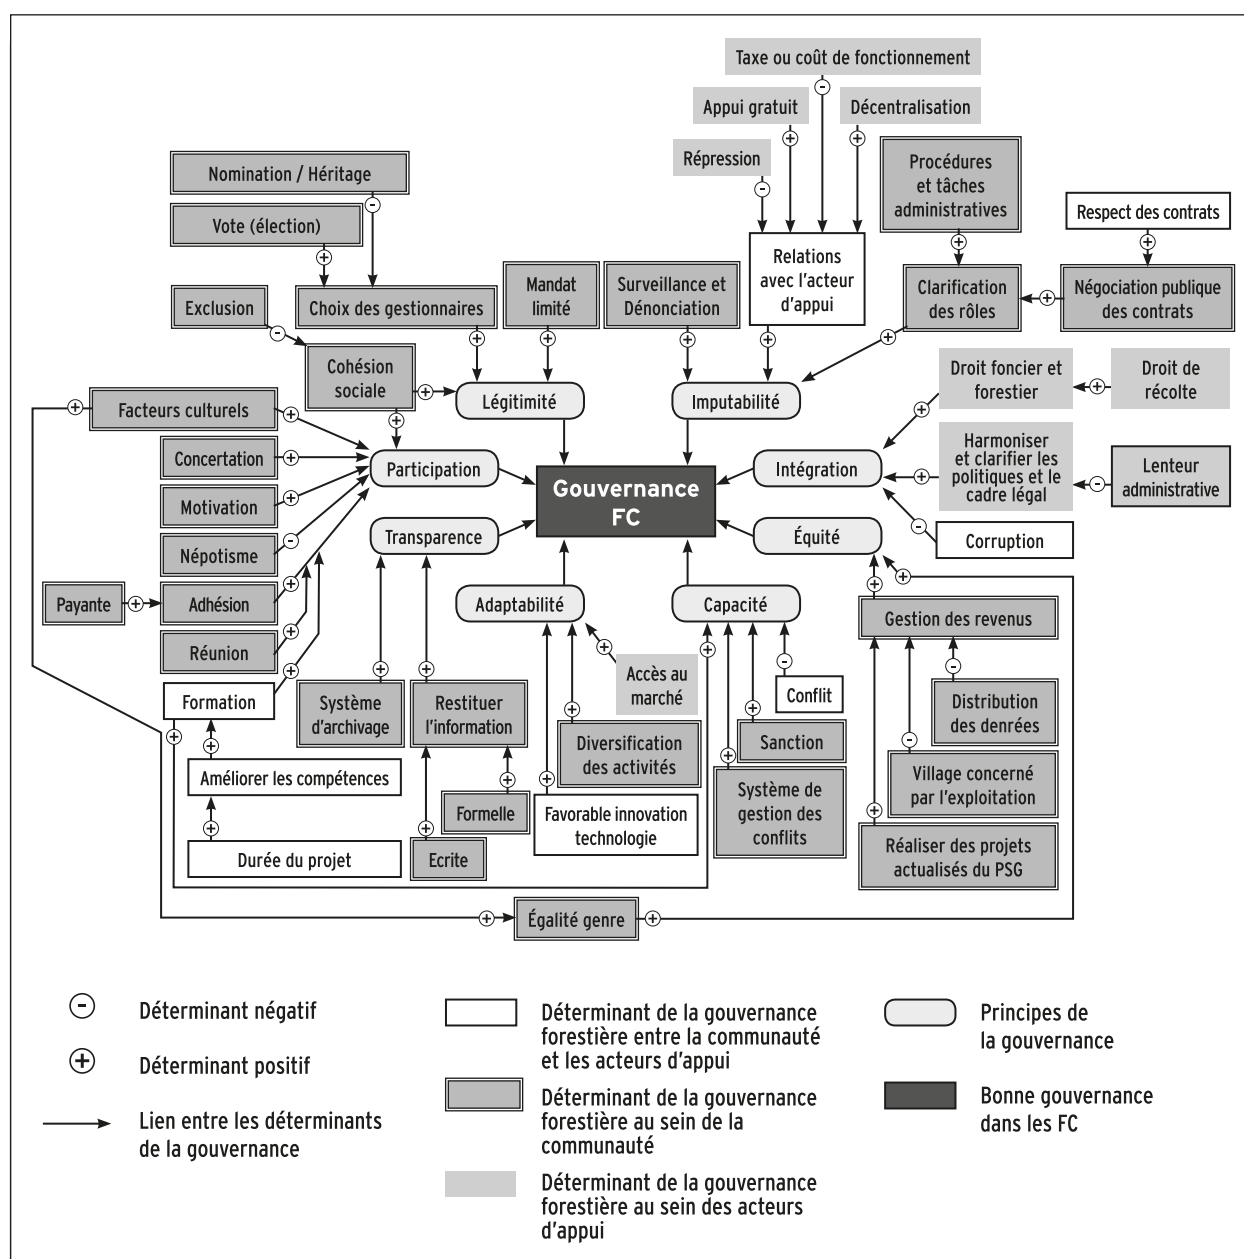 Taxe ou coût de fonctionnement
-
Appui gratuit
Décentralisation
+
+
Répression
-
Procédures
et tâches
administratives
+
Nomination / Héritage
-
Vote (élection)
+
Respect des contrats
+
Relations
avec l'acteur
d'appui
+
Exclusion
-
Choix des gestionnaires
+
Mandat
limité
+
Surveillance et
Dénonciation
+
Clarification
des rôles
+
+
Négociation publique
des contrats
Cohésion
sociale
+
+
Légitimité
Imputabilité
Droit foncier et
forestier
+
+
Droit de
récolte
+
Facteurs culturels
+
Concertation
+
Participation
Gouvernance
FC
Intégration
+
Harmoniser
et clarifier les
politiques et le
cadre légal
-
Lenteur
administrative
Motivation
+
Transparence
Équité
-
Corruption
Népotisme
-
Payante
+
Adhésion
+
Adaptabilité
Capacité
+
+
Gestion des revenus
Réunion
+
Formation
+
+
Système
d'archivage
+
Restituer
l'information
+
Accès au
marché
+
+
-
Conflit
-
Distribution
des denrées
+
Améliorer les compétences
+
Durée du projet
Diversification
des activités
+
Sanction
+
-
Village concerné
par l'exploitation
Formelle
+
Ecrite
+
Favorable innovation
technologie
+
Système de
gestion des
conflits
+
Réaliser des projets
actualisés du PSG
+
+
Égalité genre
+
-
Déterminant négatif
+
Déterminant positif
Lien entre les déterminants
de la gouvernance
Déterminant de la gouvernance
forestière entre la communauté
et les acteurs d'appui
Déterminant de la gouvernance
forestière au sein de la
communauté
Déterminant de la gouvernance
forestière au sein des acteurs
d'appui
Principes de
la gouvernance
Bonne gouvernance
dans les FC